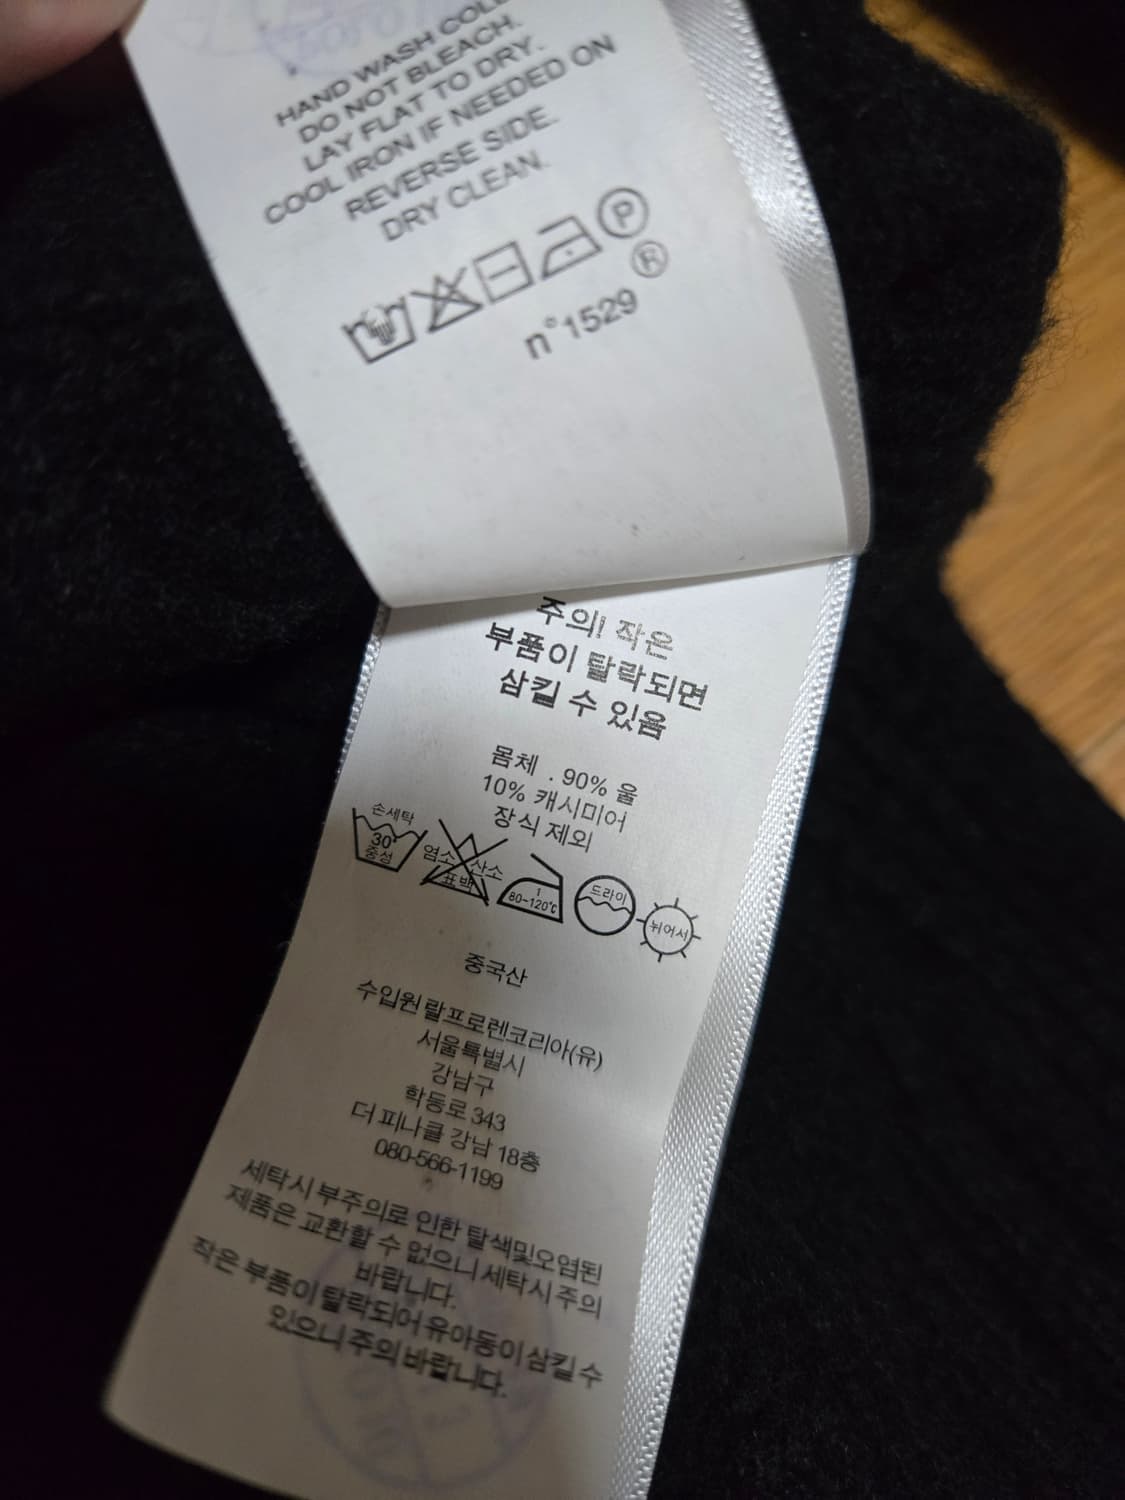 HAND WASH COLD.
DO NOT BLEACH.
LAY FLAT TO DRY.
COOL IRON IF NEEDED ON
REVERSE SIDE.
DRY CLEAN.
P
R
n°1529
주의! 작은
부품이 탈락되면
삼킬 수 있음
몸체 . 90% 울
10% 캐시미어
장식 제외
손세탁
30°
중성
염소 산소
표백
1
80~120℃
드라이
뉘어서
중국산
수입원 랄프로렌코리아(유)
서울특별시
강남구
학동로 343
더 피나클 강남 18층
080-566-1199
세탁시 부주의로 인한 탈색및오염된
제품은 교환할 수 없으니 세탁시 주의
바랍니다.
작은 부품이 탈락되어 유아동이 삼킬 수
있으니 주의 바랍니다.